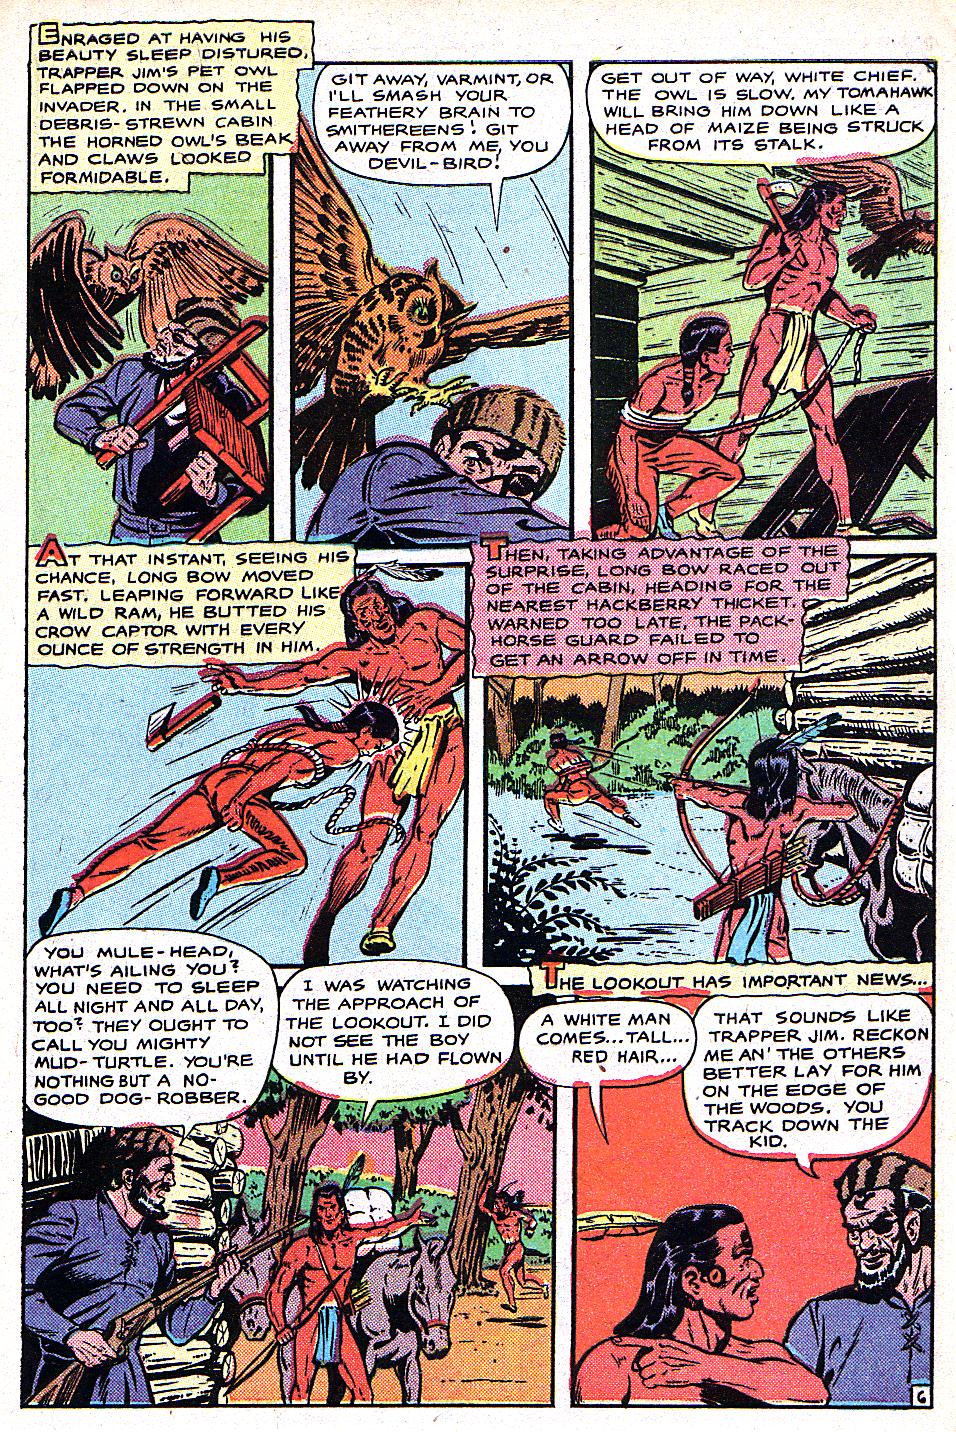 ENRAGED AT HAVING HIS
BEAUTY SLEEP DISTURED,
TRAPPER JIM'S PET OWL
FLAPPED DOWN ON THE
INVADER. IN THE SMALL
DEBRIS-STREWN CABIN
THE HORNED OWL'S BEAK
AND CLAWS LOOKED
FORMIDABLE.
GIT AWAY, VARMINT, OR
I'LL SMASH YOUR
FEATHERY BRAIN TO
SMITHEREENS! GIT
AWAY FROM ME, YOU
DEVIL-BIRD!
GET OUT OF WAY, WHITE CHIEF.
THE OWL IS SLOW. MY TOMAHAWK
WILL BRING HIM DOWN LIKE A
HEAD OF MAIZE BEING STRUCK
FROM ITS STALK.
AT THAT INSTANT, SEEING HIS
CHANCE, LONG BOW MOVED
FAST. LEAPING FORWARD LIKE
A WILD RAM, HE BUTTED HIS
CROW CAPTOR WITH EVERY
OUNCE OF STRENGTH IN HIM.
THEN, TAKING ADVANTAGE OF THE
SURPRISE, LONG BOW RACED OUT
OF THE CABIN, HEADING FOR THE
NEAREST HACKBERRY THICKET.
WARNED TOO LATE, THE PACK-
HORSE GUARD FAILED TO
GET AN ARROW OFF IN TIME.
YOU MULE-HEAD,
WHAT'S AILING YOU?
YOU NEED TO SLEEP
ALL NIGHT AND ALL DAY,
TOO? THEY OUGHT TO
CALL YOU MIGHTY
MUD-TURTLE. YOU'RE
NOTHING BUT A NO-
GOOD DOG-ROBBER.
I WAS WATCHING
THE APPROACH OF
THE LOOKOUT. I DID
NOT SEE THE BOY
UNTIL HE HAD FLOWN
BY.
THE LOOKOUT HAS IMPORTANT NEWS...
A WHITE MAN
COMES... TALL...
RED HAIR...
THAT SOUNDS LIKE
TRAPPER JIM. RECKON
ME AN' THE OTHERS
BETTER LAY FOR HIM
ON THE EDGE OF
THE WOODS. YOU
TRACK DOWN THE
KID.
6